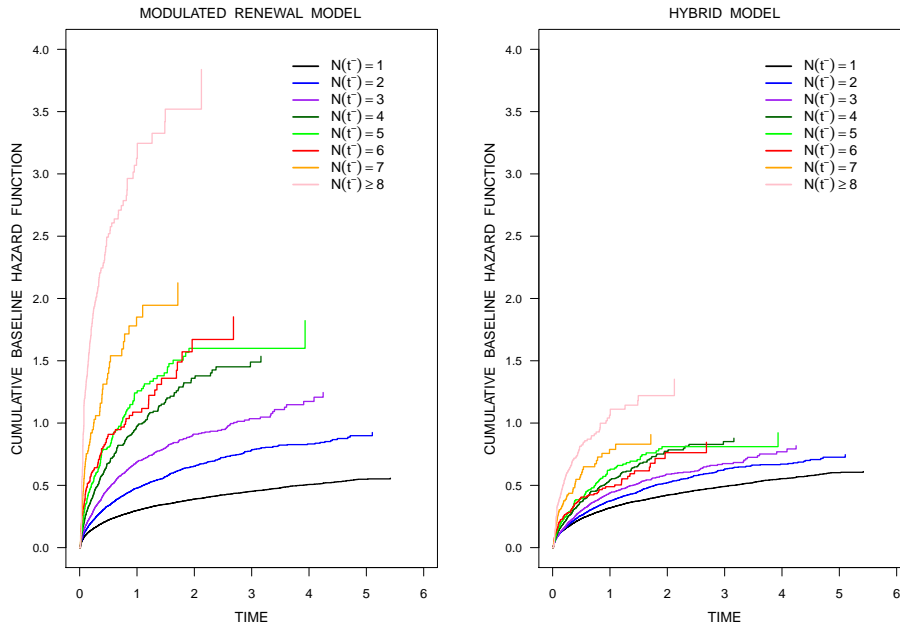 MODULATED RENEWAL MODEL
CUMULATIVE BASELINE HAZARD FUNCTION
4.0
3.5
3.0
2.5
2.0
1.5
1.0
0.5
0.0
N(t⁻) = 1
N(t⁻) = 2
N(t⁻) = 3
N(t⁻) = 4
N(t⁻) = 5
N(t⁻) = 6
N(t⁻) = 7
N(t⁻) ≥ 8
0 1 2 3 4 5 6
TIME
HYBRID MODEL
CUMULATIVE BASELINE HAZARD FUNCTION
4.0
3.5
3.0
2.5
2.0
1.5
1.0
0.5
0.0
N(t⁻) = 1
N(t⁻) = 2
N(t⁻) = 3
N(t⁻) = 4
N(t⁻) = 5
N(t⁻) = 6
N(t⁻) = 7
N(t⁻) ≥ 8
0 1 2 3 4 5 6
TIME